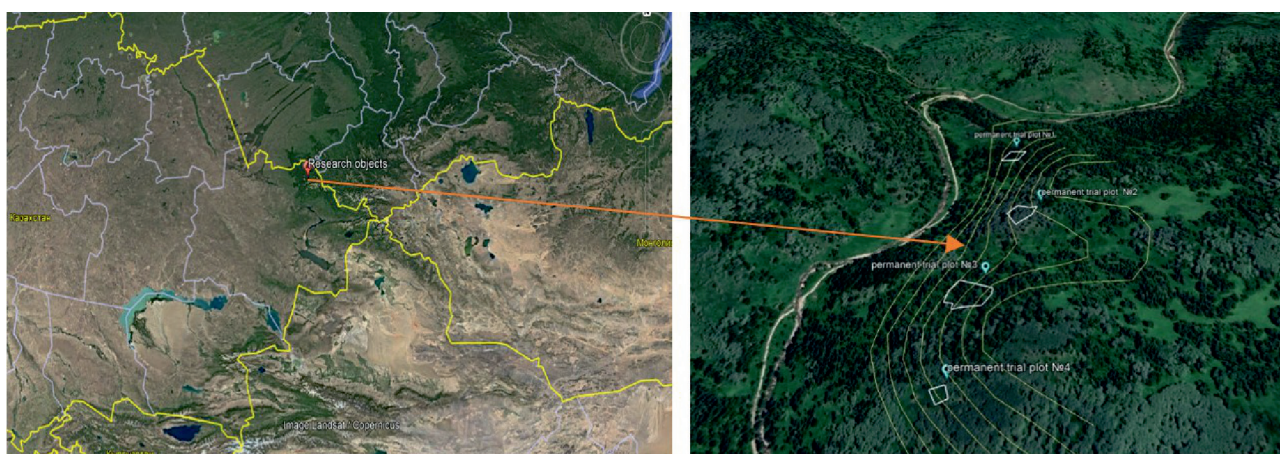 Research objects
Казахстан
Монголи
Image Landsat / Copernicus
permanent trial plot №1
permanent trial plot №2
permanent trial plot №3
permanent trial plot №4